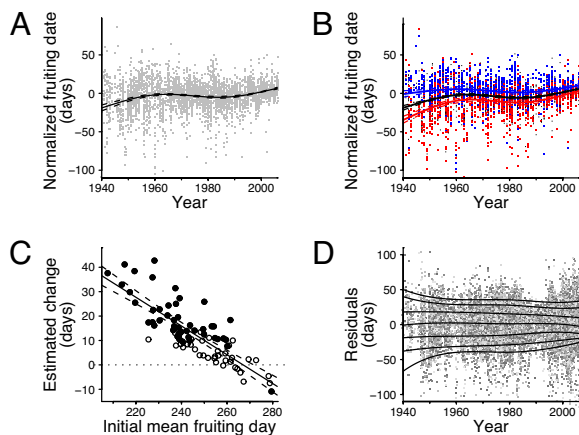 A
Normalized fruiting date
(days)
50
0
−50
−100
1940
1960
1980
2000
Year
B
Normalized fruiting date
(days)
50
0
−50
−100
1940
1960
1980
2000
Year
C
Estimated change
(days)
40
30
20
10
0
−10
220
240
260
280
Initial mean fruiting day
D
Residuals
100
50
0
−50
−100
1940
1960
1980
2000
Year